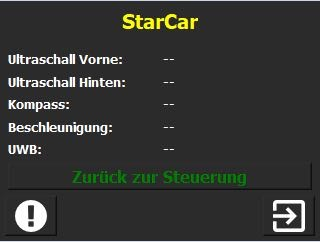 StarCar
Ultraschall Vorne: --
Ultraschall Hinten: --
Kompass: --
Beschleunigung: --
UWB: --
Zurück zur Steuerung